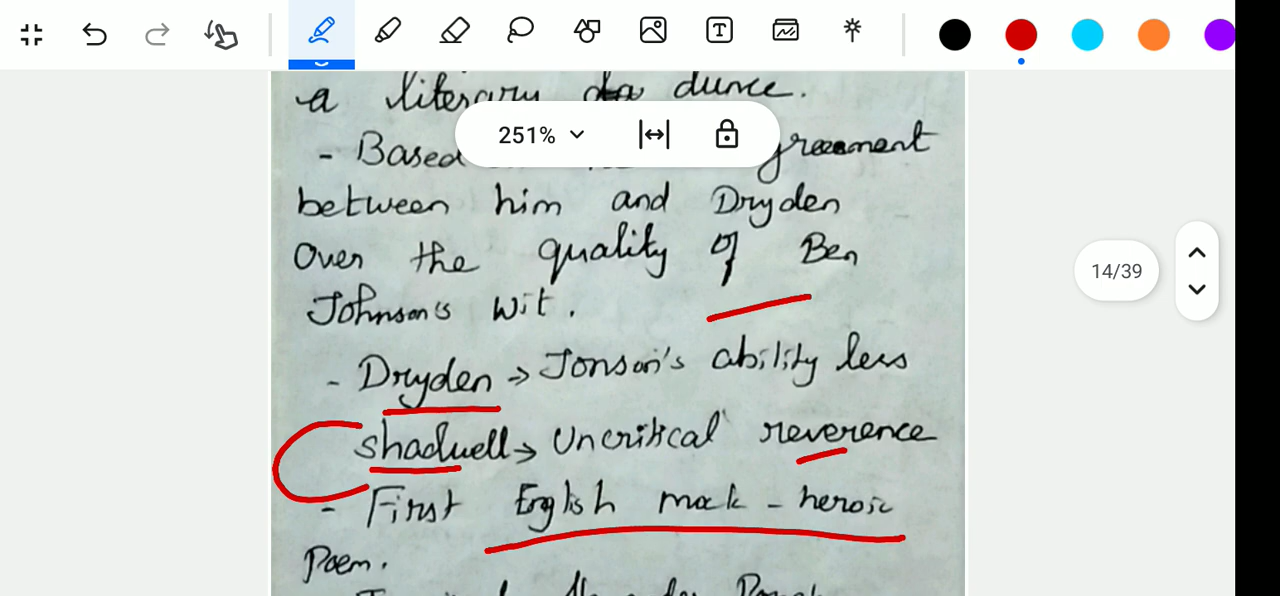 a literary dunce.
251%
- Based greement
between him and Dryden
14/39
Over the quality of Ben
Johnson's Wit.
- Dryden → Jonson's ability less
shadwell → Uncritical reverence
- First English mock - heroic
Poem.